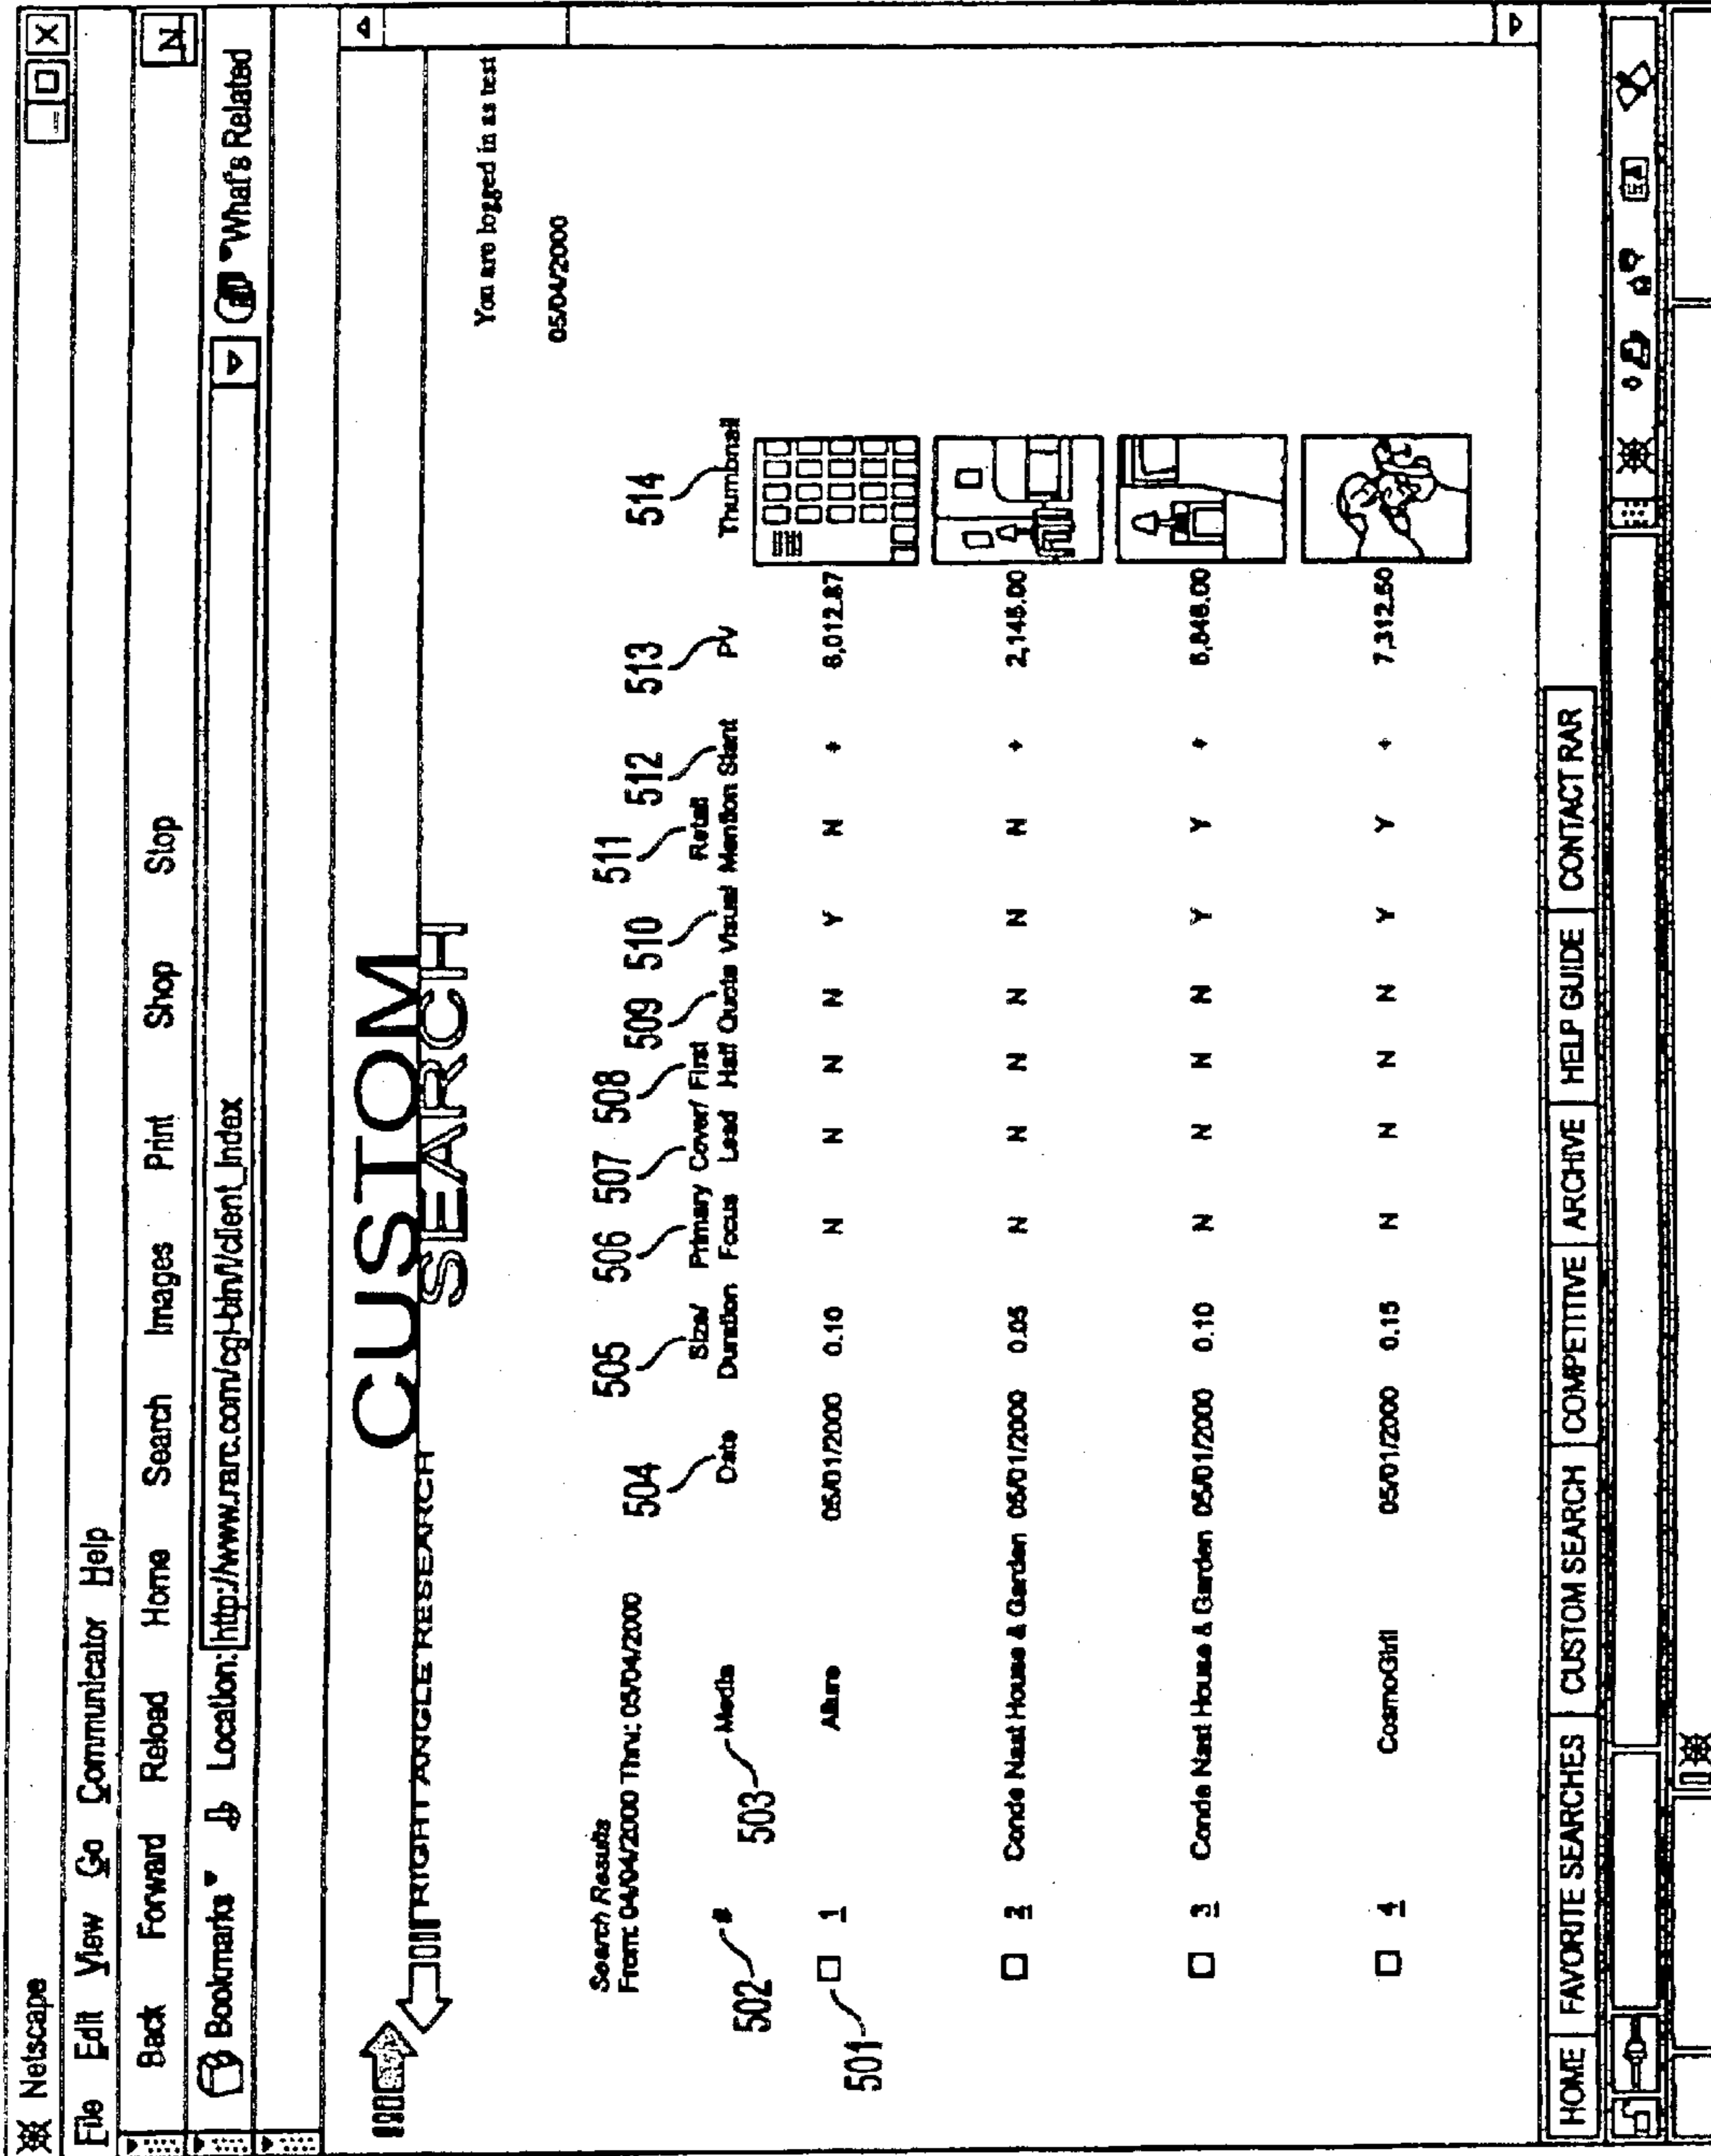 Netscape
File Edit View Go Communicator Help
Back Forward Reload Home Search Images Print Shop Stop
N
Bookmarks Location: http://www.rarc.com/cgi-bin/l/client_index What's Related
RIGHT ANGLE RESEARCH
CUSTOM
SEARCH
You are logged in as test
05/04/2000
Search Results
From: 04/04/2000 Thru: 05/04/2000
502 503 504 505 506 507 508 509 510 511 512 513 514
Size/ Primary Cover/ First Retail
# Media Date Duration Focus Lead Half Quote Visual Mention Slant PV Thumbnail
501
1 Allure 05/01/2000 0.10 N N N N Y N + 8,012.87
2 Conde Nast House & Garden 05/01/2000 0.05 N N N N N N + 2,148.00
3 Conde Nast House & Garden 05/01/2000 0.10 N N N N Y Y +
4 CosmoGirl! 05/01/2000 0.15 N N N N Y Y + 7,312.50
HOME FAVORITE SEARCHES CUSTOM SEARCH COMPETITIVE ARCHIVE HELP GUIDE CONTACT RAR